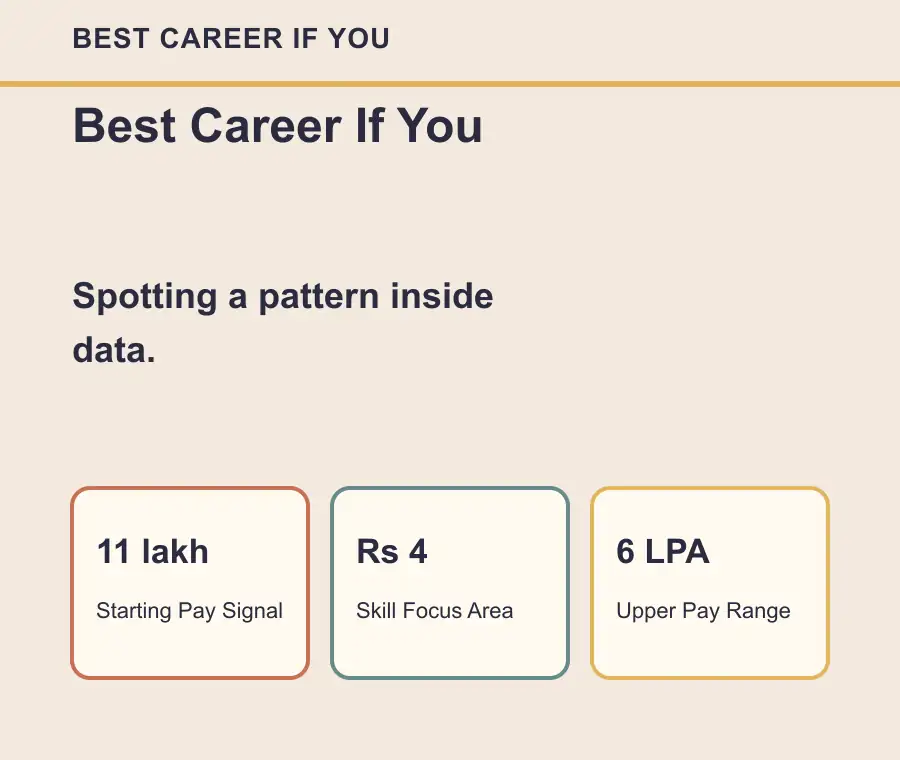 BEST CAREER IF YOU
Best Career If You
Spotting a pattern inside
data.
11 lakh
Starting Pay Signal
Rs 4
Skill Focus Area
6 LPA
Upper Pay Range